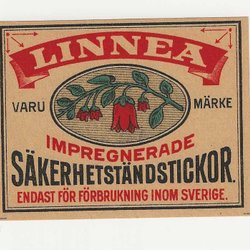 LINNEA
VARU MÄRKE
IMPREGNERADE
SÄKERHETSTÄNDSTICKOR.
ENDAST FÖR FÖRBRUKNING INOM SVERIGE.